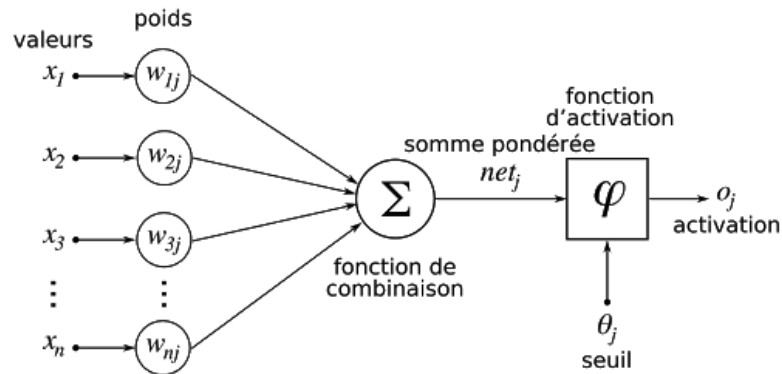 poids
valeurs
x₁
w₁ⱼ
x₂
w₂ⱼ
x₃
w₃ⱼ
⋮
⋮
xₙ
wₙⱼ
Σ
fonction de
combinaison
somme pondérée
netⱼ
fonction
d'activation
φ
oⱼ
activation
θⱼ
seuil